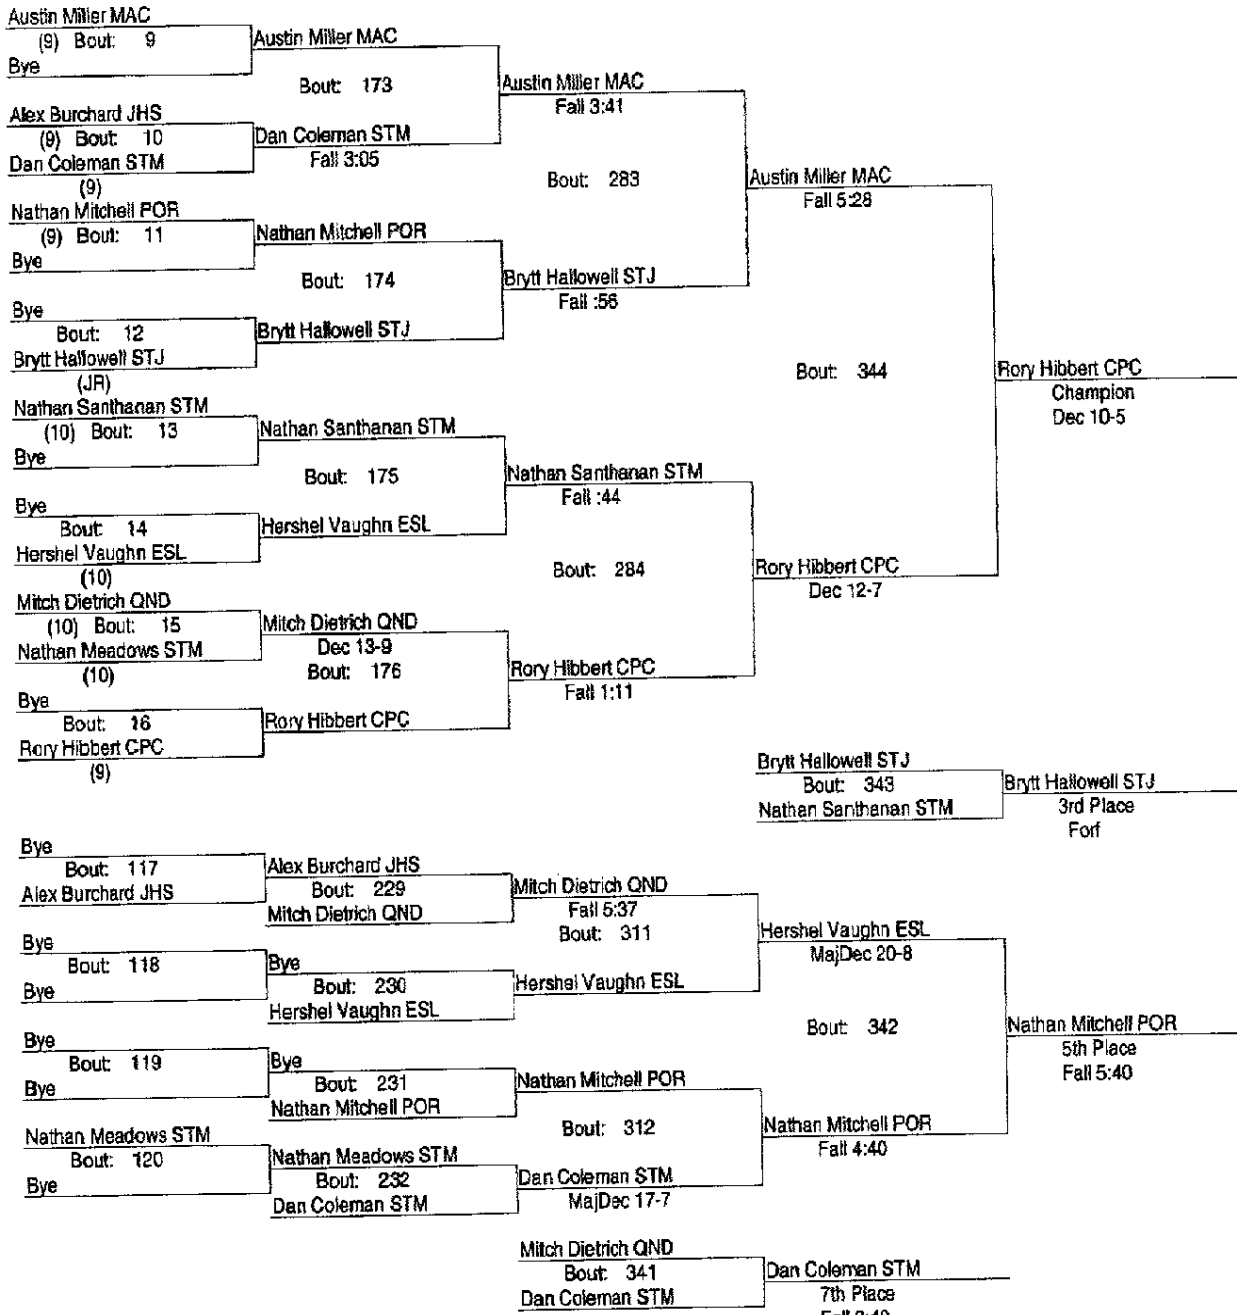 Austin Miller MAC
(9) Bout: 9
Bye
Austin Miller MAC
Bout: 173
Alex Burchard JHS
(9) Bout: 10
Dan Coleman STM
(9)
Dan Coleman STM
Fall 3:05
Austin Miller MAC
Fall 3:41
Bout: 283
Nathan Mitchell POR
(9) Bout: 11
Bye
Nathan Mitchell POR
Bout: 174
Bye
Bout: 12
Brytt Hallowell STJ
(JR)
Brytt Hallowell STJ
Brytt Hallowell STJ
Fall :56
Austin Miller MAC
Fall 5:28
Bout: 344
Nathan Santhanan STM
(10) Bout: 13
Bye
Nathan Santhanan STM
Bout: 175
Bye
Bout: 14
Hershel Vaughn ESL
(10)
Hershel Vaughn ESL
Nathan Santhanan STM
Fall :44
Bout: 284
Mitch Dietrich QND
(10) Bout: 15
Nathan Meadows STM
(10)
Mitch Dietrich QND
Dec 13-9
Bout: 176
Bye
Bout: 16
Rory Hibbert CPC
(9)
Rory Hibbert CPC
Rory Hibbert CPC
Fall 1:11
Rory Hibbert CPC
Dec 12-7
Rory Hibbert CPC
Champion
Dec 10-5
Brytt Hallowell STJ
Bout: 343
Nathan Santhanan STM
Brytt Hallowell STJ
3rd Place
Forf
Bye
Bout: 117
Alex Burchard JHS
Alex Burchard JHS
Bout: 229
Mitch Dietrich QND
Mitch Dietrich QND
Fall 5:37
Bout: 311
Bye
Bout: 118
Bye
Bye
Bout: 230
Hershel Vaughn ESL
Hershel Vaughn ESL
Hershel Vaughn ESL
MajDec 20-8
Bout: 342
Bye
Bout: 119
Bye
Bye
Bout: 231
Nathan Mitchell POR
Nathan Mitchell POR
Bout: 312
Nathan Meadows STM
Bout: 120
Bye
Nathan Meadows STM
Bout: 232
Dan Coleman STM
Dan Coleman STM
MajDec 17-7
Nathan Mitchell POR
Fall 4:40
Nathan Mitchell POR
5th Place
Fall 5:40
Mitch Dietrich QND
Bout: 341
Dan Coleman STM
Dan Coleman STM
7th Place